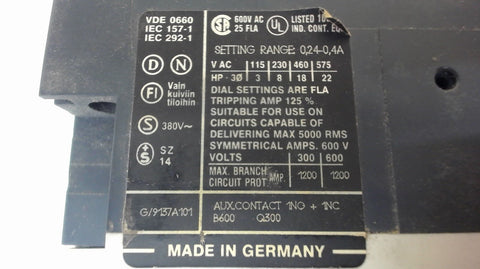 VDE 0660
IEC 157-1
IEC 292-1
SA
600V AC
25 FLA
UL
LISTED
IND. CONT. EQ.
SETTING RANGE: 0,24-0,4A
V AC 115 230 460 575
HP-3Ø 3 8 18 22
DIAL SETTINGS ARE FLA
TRIPPING AMP 125 %
SUITABLE FOR USE ON
CIRCUITS CAPABLE OF
DELIVERING MAX 5000 RMS
SYMMETRICAL AMPS. 600 V
VOLTS 300 600
MAX. BRANCH
CIRCUIT PROT. AMP. 1200 1200
D N
FI Vain
kuiviin
tiloihin
S 380V~
+S SZ
14
G/9137A101
AUX.CONTACT 1NO + 1NC
B600 Q300
MADE IN GERMANY